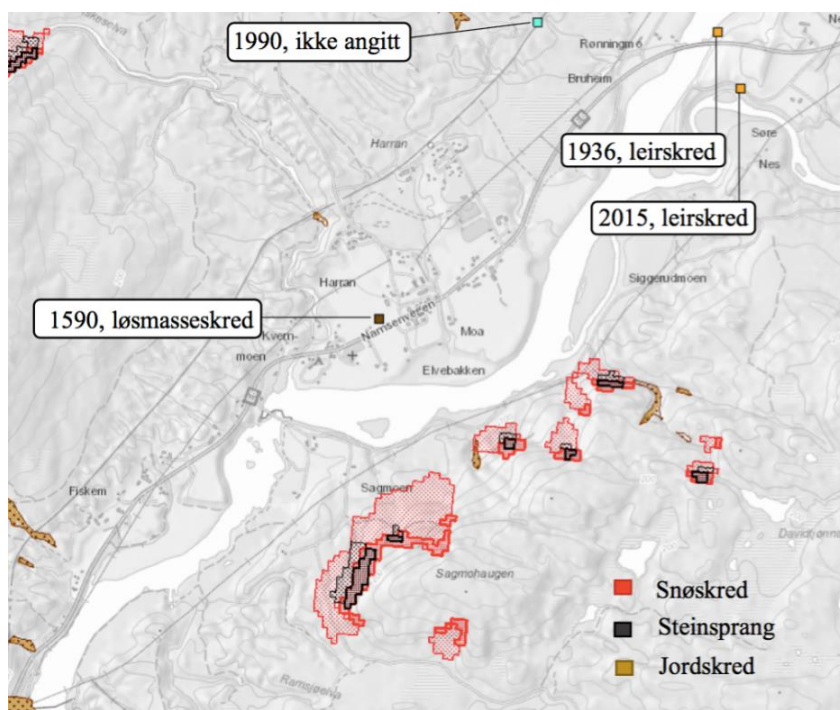 1990, ikke angitt
Rønningmo
Bruheim
Harran
1936, leirskred
Søre
Nes
2015, leirskred
Harran
Siggerudmoen
1590, løsmasseskred
Namsenvegen
Kvern-
moen
Moa
Elvebakken
Fiskem
Sagmoen
Sagmohaugen
Snøskred
Steinsprang
Jordskred
Ramsjøelva